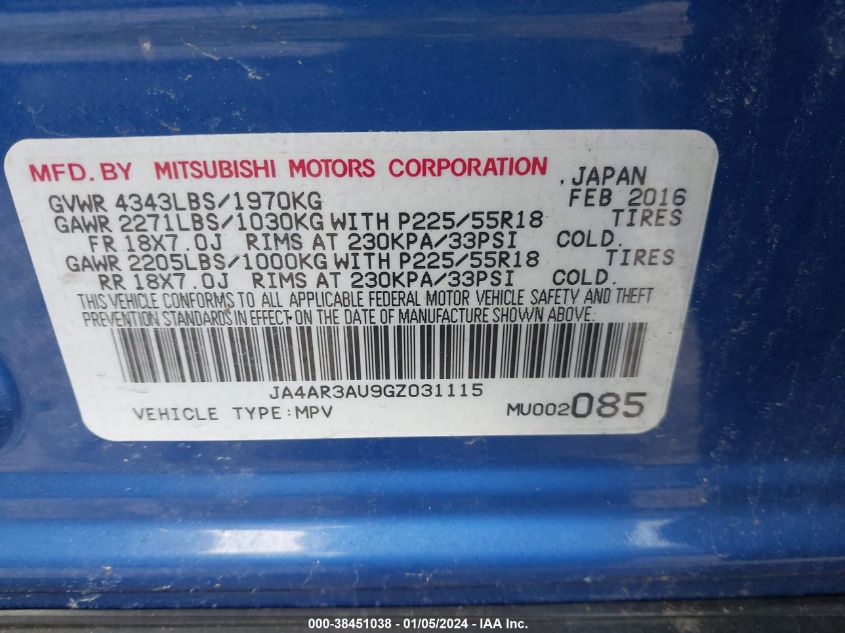 MFD. BY MITSUBISHI MOTORS CORPORATION , JAPAN
GVWR 4343LBS/1970KG FEB 2016
GAWR 2271LBS/1030KG WITH P225/55R18 TIRES
FR 18X7.0J RIMS AT 230KPA/33PSI COLD.
GAWR 2205LBS/1000KG WITH P225/55R18 TIRES
RR 18X7.0J RIMS AT 230KPA/33PSI COLD.
THIS VEHICLE CONFORMS TO ALL APPLICABLE FEDERAL MOTOR VEHICLE SAFETY AND THEFT
PREVENTION STANDARDS IN EFFECT ON THE DATE OF MANUFACTURE SHOWN ABOVE.
JA4AR3AU9GZ031115
VEHICLE TYPE:MPV MU002085
000-38451038 - 01/05/2024 - IAA Inc.